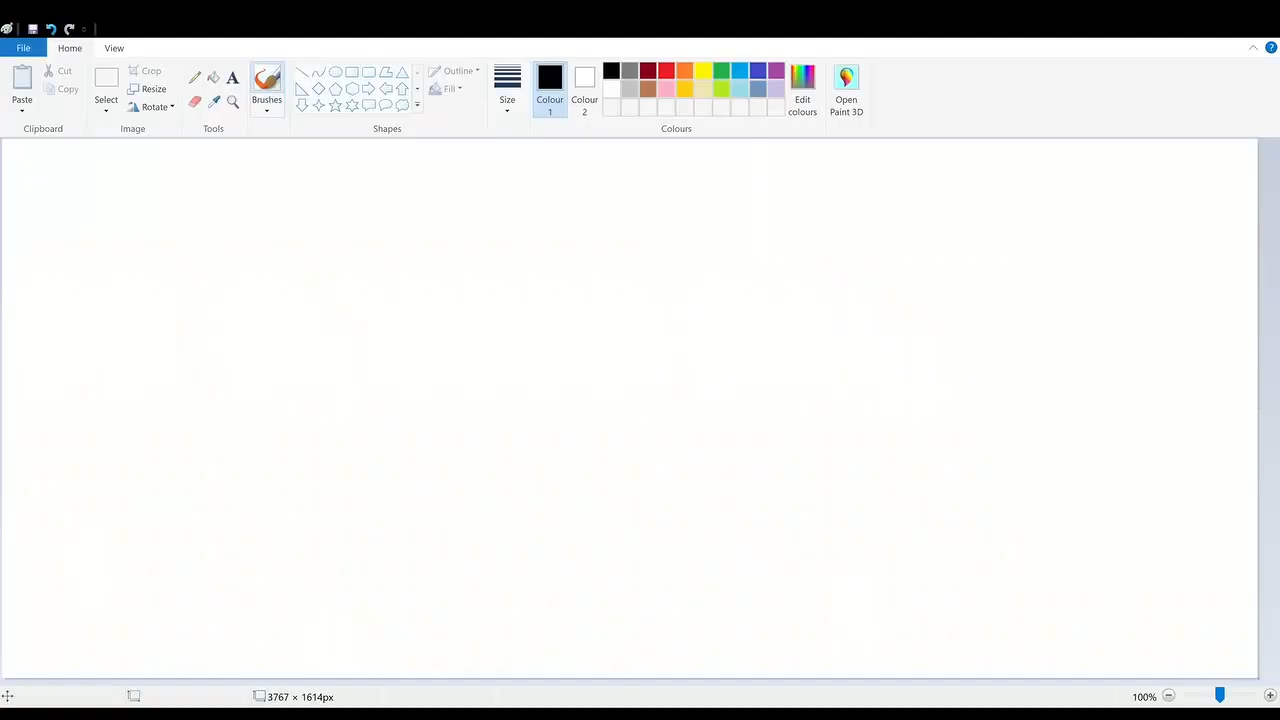 File Home View
Paste Cut Copy Clipboard
Select Crop Resize Rotate Image
A
Tools
Brushes
Outline Fill Shapes
Size
Colour 1 Colour 2 Edit colours Colours
Open Paint 3D
3767 × 1614px 100%